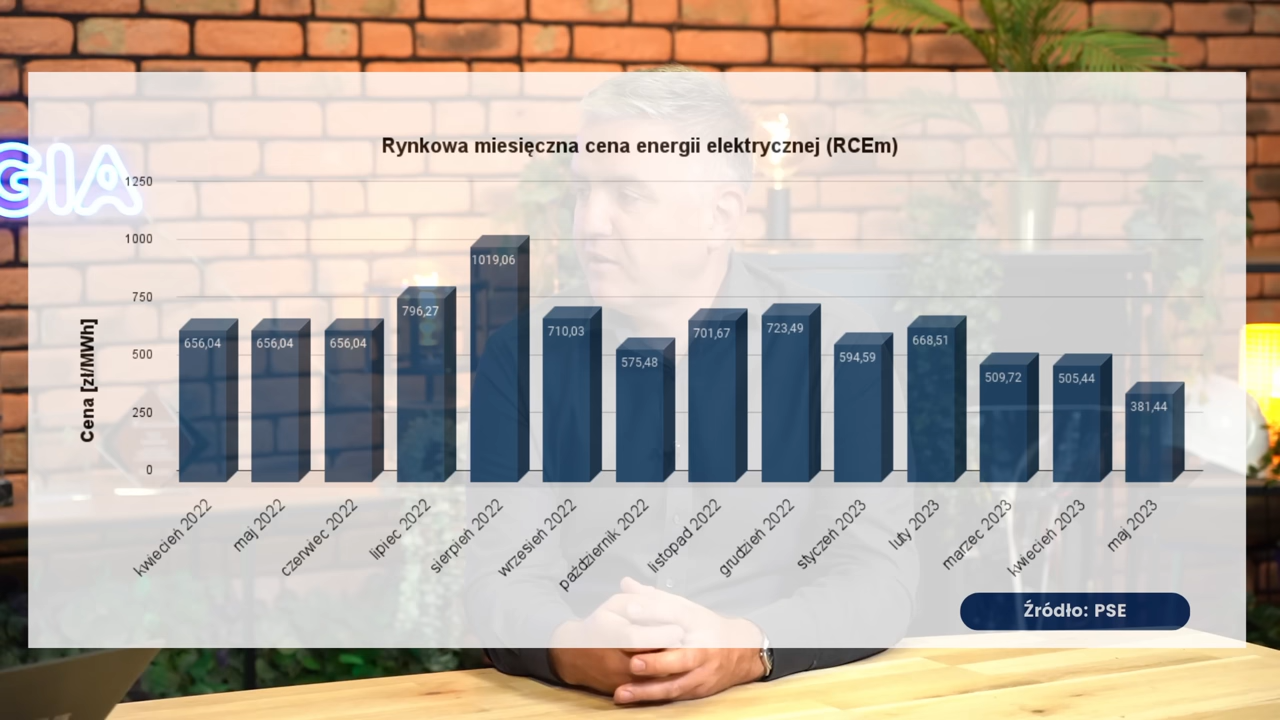 Rynkowa miesięczna cena energii elektrycznej (RCEm)
GIA
Cena [zł/MWh]
1250
1000
750
500
250
0
656,04
656,04
656,04
796,27
1019,06
710,03
575,48
701,67
723,49
594,59
668,51
509,72
505,44
381,44
kwiecień 2022
maj 2022
czerwiec 2022
lipiec 2022
sierpień 2022
wrzesień 2022
październik 2022
listopad 2022
grudzień 2022
styczeń 2023
luty 2023
marzec 2023
kwiecień 2023
maj 2023
Źródło: PSE